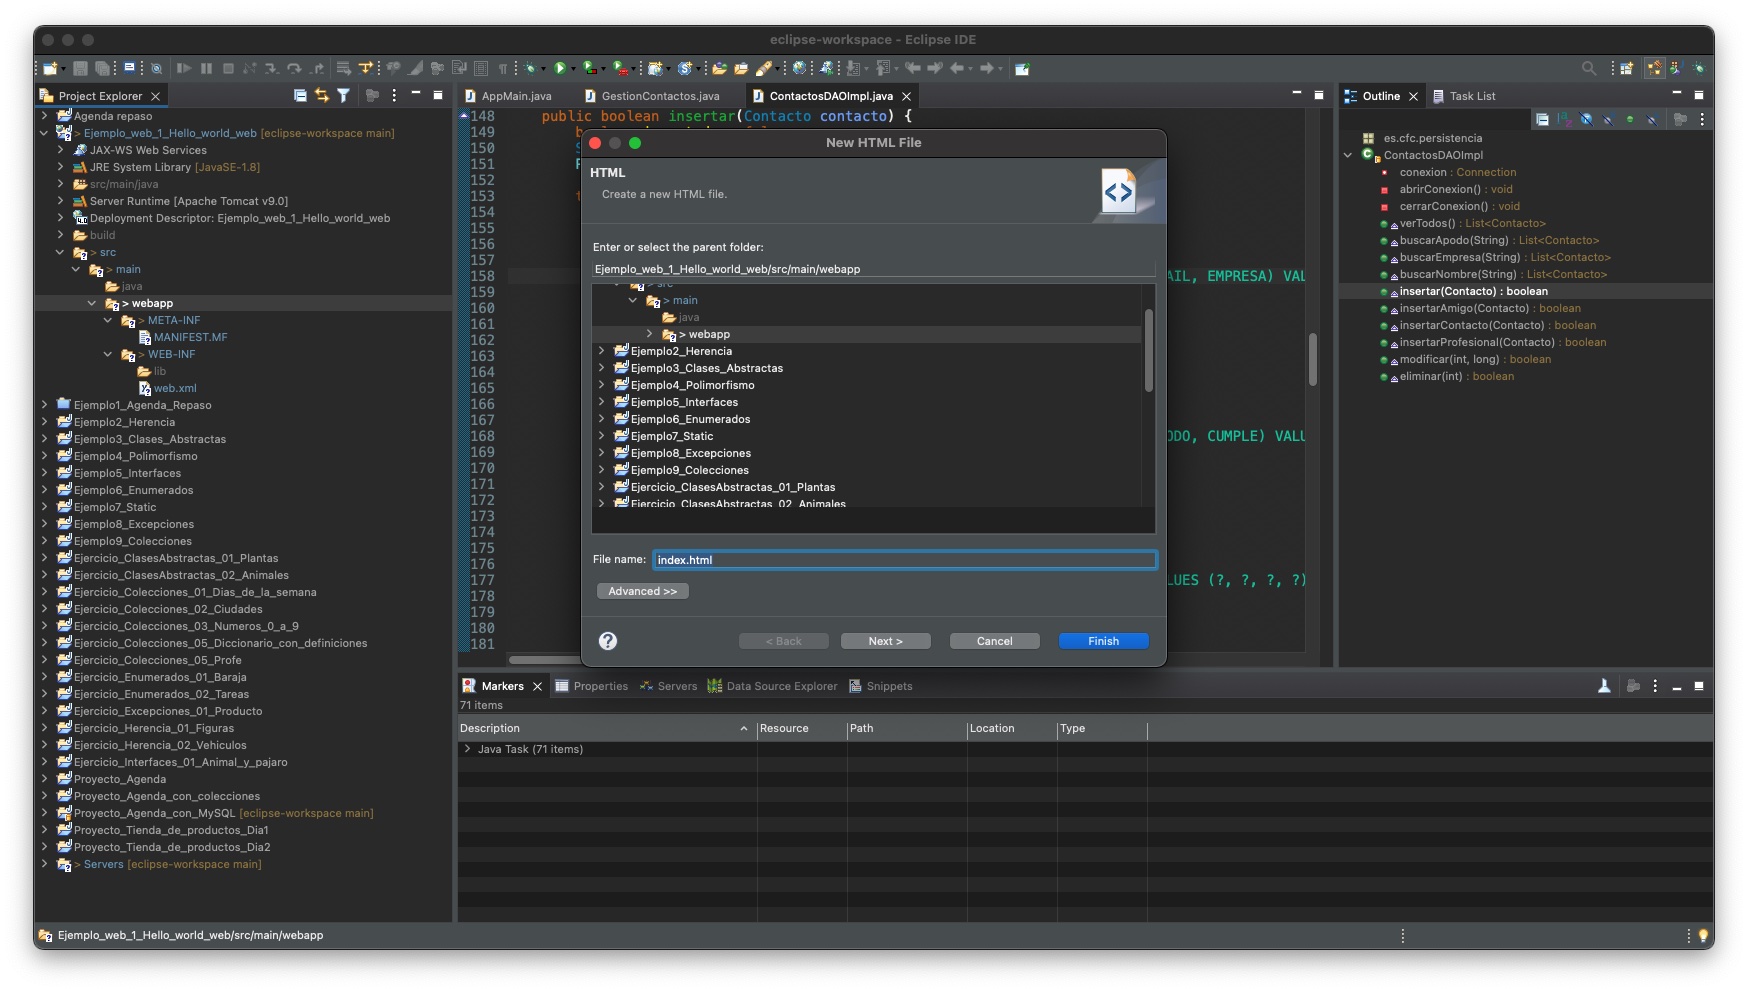 eclipse-workspace - Eclipse IDE
Project Explorer
Agenda repaso
> Ejemplo_web_1_Hello_world_web [eclipse-workspace main]
JAX-WS Web Services
JRE System Library [JavaSE-1.8]
src/main/java
Server Runtime [Apache Tomcat v9.0]
Deployment Descriptor: Ejemplo_web_1_Hello_world_web
build
> src
> main
java
> webapp
> META-INF
MANIFEST.MF
> WEB-INF
lib
web.xml
Ejemplo1_Agenda_Repaso
Ejemplo2_Herencia
Ejemplo3_Clases_Abstractas
Ejemplo4_Polimorfismo
Ejemplo5_Interfaces
Ejemplo6_Enumerados
Ejemplo7_Static
Ejemplo8_Excepciones
Ejemplo9_Colecciones
Ejercicio_ClasesAbstractas_01_Plantas
Ejercicio_ClasesAbstractas_02_Animales
Ejercicio_Colecciones_01_Dias_de_la_semana
Ejercicio_Colecciones_02_Ciudades
Ejercicio_Colecciones_03_Numeros_0_a_9
Ejercicio_Colecciones_05_Diccionario_con_definiciones
Ejercicio_Colecciones_05_Profe
Ejercicio_Enumerados_01_Baraja
Ejercicio_Enumerados_02_Tareas
Ejercicio_Excepciones_01_Producto
Ejercicio_Herencia_01_Figuras
Ejercicio_Herencia_02_Vehiculos
Ejercicio_Interfaces_01_Animal_y_pajaro
Proyecto_Agenda
Proyecto_Agenda_con_colecciones
Proyecto_Agenda_con_MySQL [eclipse-workspace main]
Proyecto_Tienda_de_productos_Dia1
Proyecto_Tienda_de_productos_Dia2
> Servers [eclipse-workspace main]
AppMain.java GestionContactos.java ContactosDAOImpl.java
148 public boolean insertar(Contacto contacto) {
149
150
151
152
153
154
155
156
157
158 AIL, EMPRESA) VALU
159
160
161
162
163
164
165
166
167
168 ODO, CUMPLE) VALU
169
170
171
172
173
174
175
176
177 LUES (?, ?, ?, ?)
178
179
180
181
New HTML File
HTML
Create a new HTML file.
Enter or select the parent folder:
Ejemplo_web_1_Hello_world_web/src/main/webapp
> src
> main
java
> webapp
Ejemplo2_Herencia
Ejemplo3_Clases_Abstractas
Ejemplo4_Polimorfismo
Ejemplo5_Interfaces
Ejemplo6_Enumerados
Ejemplo7_Static
Ejemplo8_Excepciones
Ejemplo9_Colecciones
Ejercicio_ClasesAbstractas_01_Plantas
Ejercicio_ClasesAbstractas_02_Animales
File name: index.html
Advanced >>
< Back Next > Cancel Finish
Outline Task List
es.cfc.persistencia
ContactosDAOImpl
conexion : Connection
abrirConexion() : void
cerrarConexion() : void
verTodos() : List<Contacto>
buscarApodo(String) : List<Contacto>
buscarEmpresa(String) : List<Contacto>
buscarNombre(String) : List<Contacto>
insertar(Contacto) : boolean
insertarAmigo(Contacto) : boolean
insertarContacto(Contacto) : boolean
insertarProfesional(Contacto) : boolean
modificar(int, long) : boolean
eliminar(int) : boolean
Markers Properties Servers Data Source Explorer Snippets
71 items
Description Resource Path Location Type
Java Task (71 items)
Ejemplo_web_1_Hello_world_web/src/main/webapp